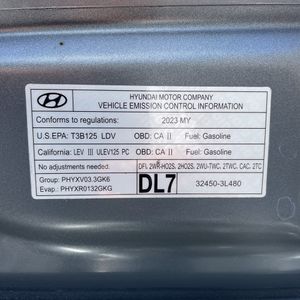 HYUNDAI MOTOR COMPANY
VEHICLE EMISSION CONTROL INFORMATION
Conforms to regulations: 2023 MY
U.S.EPA: T3B125 LDV OBD: CA II Fuel: Gasoline
California: LEV III ULEV125 PC OBD: CA II Fuel: Gasoline
No adjustments needed. DFI, 2WR-HO2S, 2HO2S, 2WU-TWC, 2TWC, CAC, 2TC
Group: PHYXV03.3GK6
Evap: PHYXR0132GKG
DL7 32450-3L480